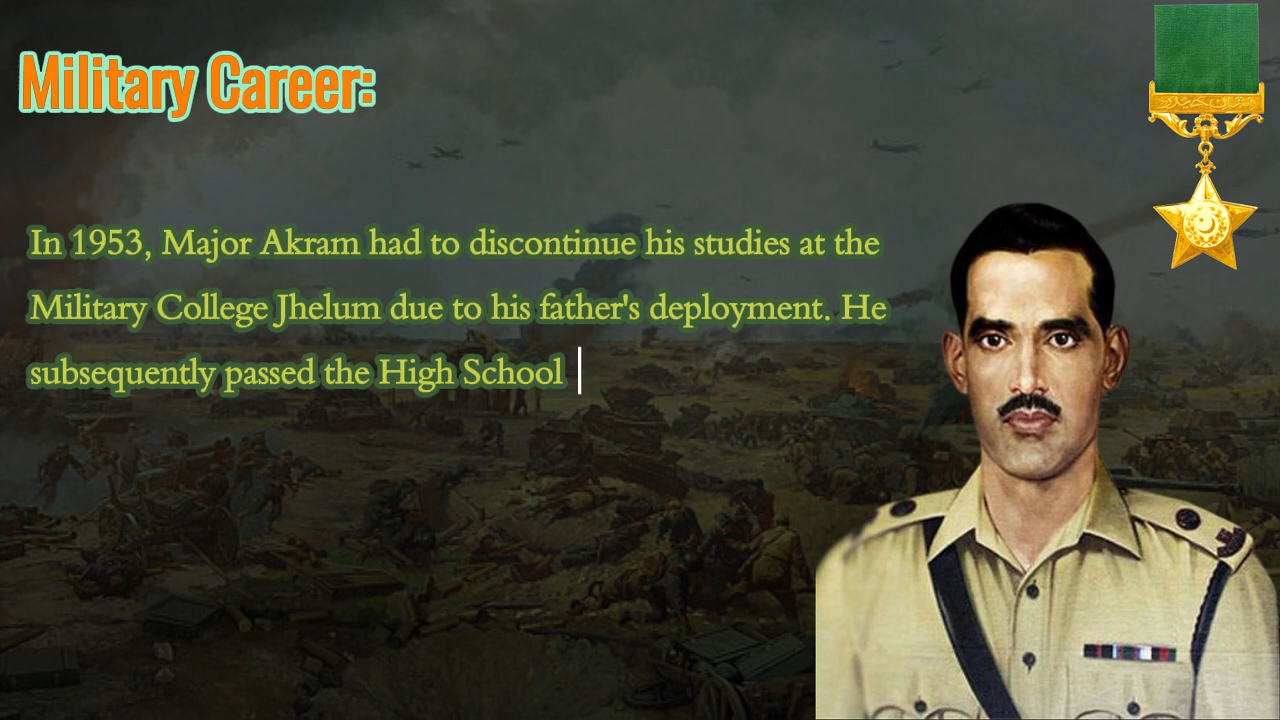 Military Career:
In 1953, Major Akram had to discontinue his studies at the
Military College Jhelum due to his father's deployment. He
subsequently passed the High School